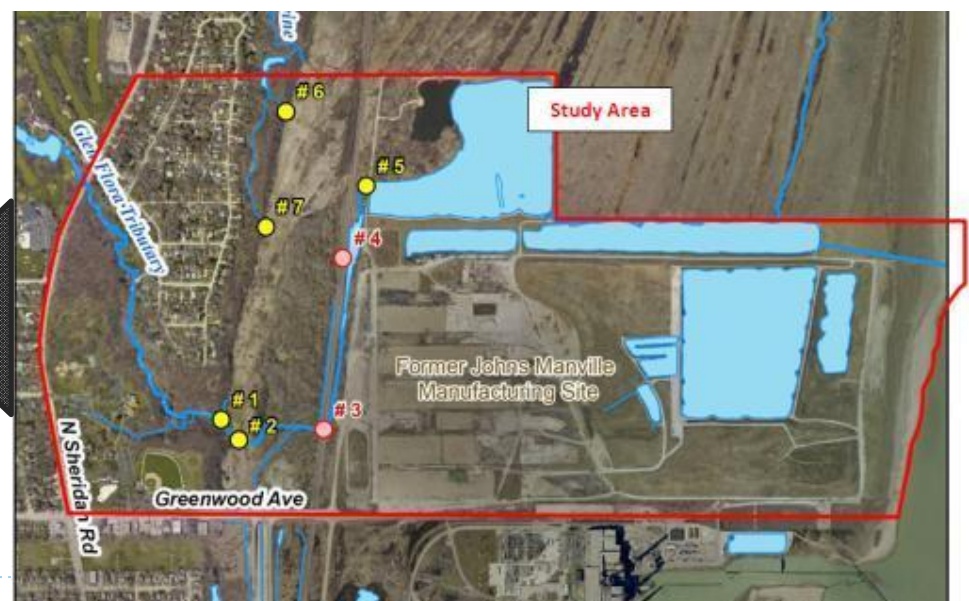 ine
# 6
Study Area
Glen Flora Tributary
# 5
# 7
# 4
Former Johns Manville
Manufacturing Site
# 1
# 2
# 3
N Sheridan Rd
Greenwood Ave